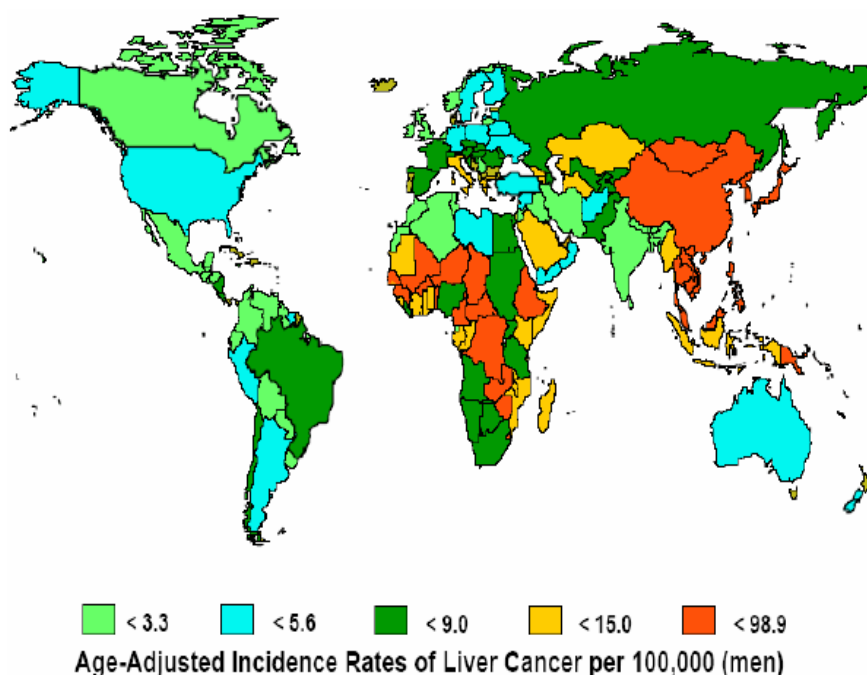 < 3.3 < 5.6 < 9.0 < 15.0 < 98.9
Age-Adjusted Incidence Rates of Liver Cancer per 100,000 (men)